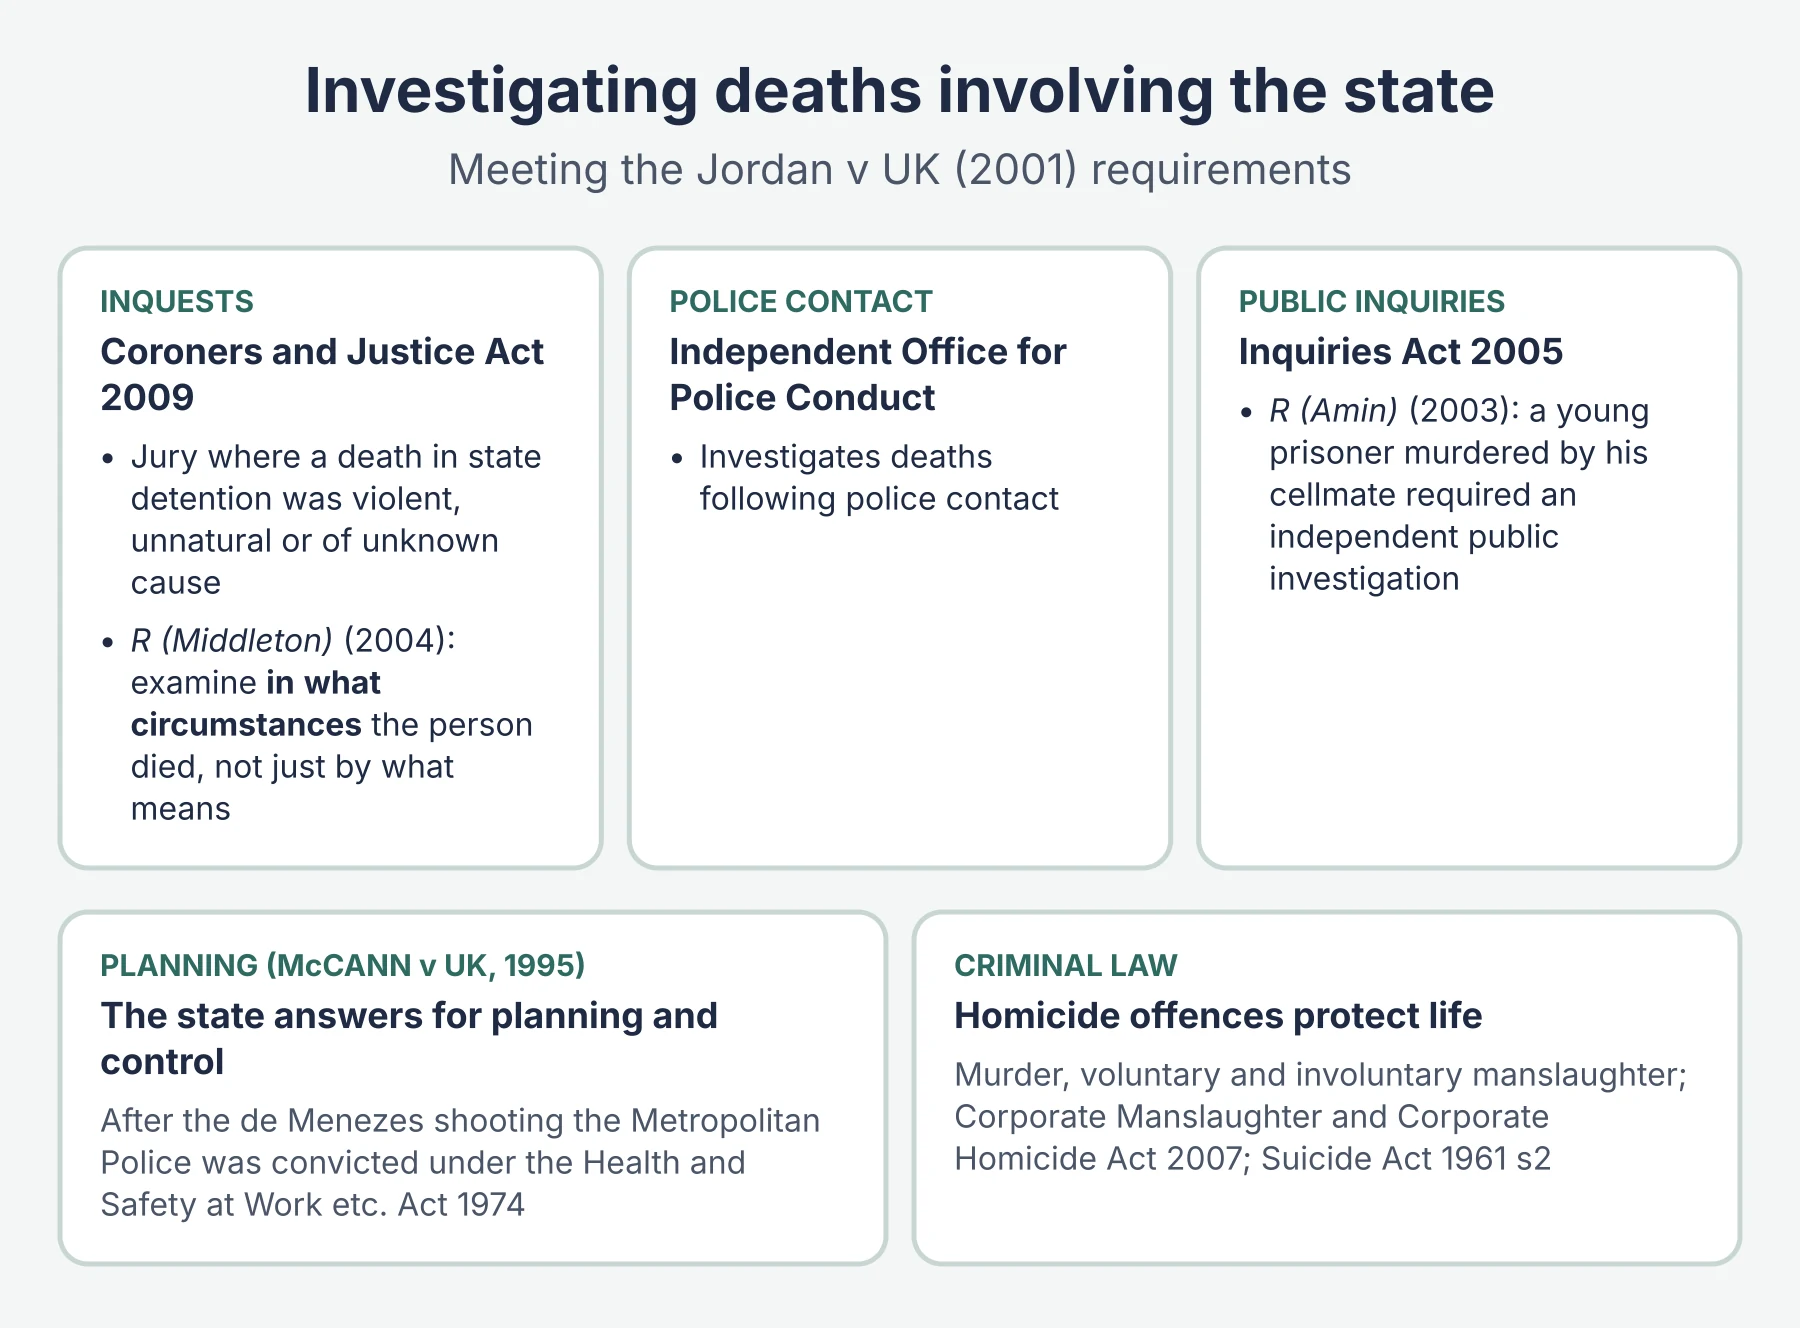 Investigating deaths involving the state
Meeting the Jordan v UK (2001) requirements
INQUESTS
Coroners and Justice Act
2009
• Jury where a death in state
detention was violent,
unnatural or of unknown
cause
• R (Middleton) (2004):
examine in what
circumstances the person
died, not just by what
means
POLICE CONTACT
Independent Office for
Police Conduct
• Investigates deaths
following police contact
PUBLIC INQUIRIES
Inquiries Act 2005
• R (Amin) (2003): a young
prisoner murdered by his
cellmate required an
independent public
investigation
PLANNING (McCANN v UK, 1995)
The state answers for planning and
control
After the de Menezes shooting the Metropolitan
Police was convicted under the Health and
Safety at Work etc. Act 1974
CRIMINAL LAW
Homicide offences protect life
Murder, voluntary and involuntary manslaughter;
Corporate Manslaughter and Corporate
Homicide Act 2007; Suicide Act 1961 s2